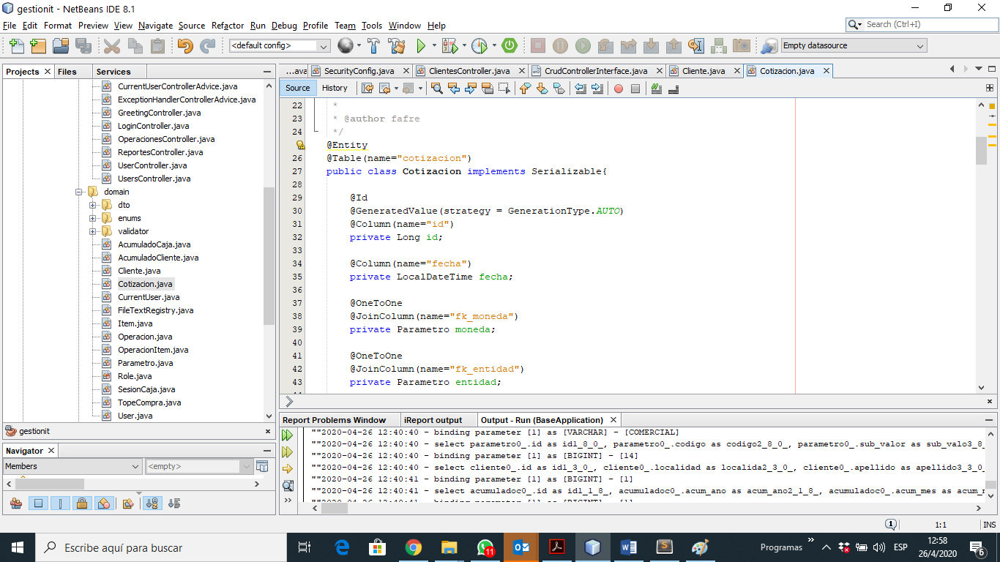 gestionit - NetBeans IDE 8.1
File Edit Format Preview View Navigate Source Refactor Run Debug Profile Team Tools Window Help
Search (Ctrl+I)
<default config>
Empty datasource
Projects Files Services
CurrentUserControllerAdvice.java
ExceptionHandlerControllerAdvice.java
GreetingController.java
LoginController.java
OperacionesController.java
ReportesController.java
UserController.java
UsersController.java
domain
dto
enums
validator
AcumuladoCaja.java
AcumuladoCliente.java
Cliente.java
Cotizacion.java
CurrentUser.java
FileTextRegistry.java
Item.java
Operacion.java
OperacionItem.java
Parametro.java
Role.java
SesionCaja.java
TopeCompra.java
User.java
gestionit
Navigator
Members
<empty>
...ava SecurityConfig.java ClientesController.java CrudControllerInterface.java Cliente.java Cotizacion.java
Source History
22 *
23 * @author fafre
24 */
@Entity
26 @Table(name="cotizacion")
27 public class Cotizacion implements Serializable{
28
29 @Id
30 @GeneratedValue(strategy = GenerationType.AUTO)
31 @Column(name="id")
32 private Long id;
33
34 @Column(name="fecha")
35 private LocalDateTime fecha;
36
37 @OneToOne
38 @JoinColumn(name="fk_moneda")
39 private Parametro moneda;
40
41 @OneToOne
42 @JoinColumn(name="fk_entidad")
43 private Parametro entidad;
Report Problems Window iReport output Output - Run (BaseApplication)
""2020-04-26 12:40:40 - binding parameter [1] as [VARCHAR] - [COMERCIAL]
""2020-04-26 12:40:40 - select parametro0_.id as id1_8_0_, parametro0_.codigo as codigo2_8_0_, parametro0_.sub_valor as sub_valo3_8_
""2020-04-26 12:40:40 - binding parameter [1] as [BIGINT] - [14]
""2020-04-26 12:40:40 - select cliente0_.id as id1_3_0_, cliente0_.localidad as localida2_3_0_, cliente0_.apellido as apellido3_3_0_
""2020-04-26 12:40:41 - binding parameter [1] as [BIGINT] - [1]
""2020-04-26 12:40:41 - select acumuladoc0_.id as id1_1_8_, acumuladoc0_.acum_ano as acum_ano2_1_8_, acumuladoc0_.acum_mes as acum_
""2020-04-26 12:40:41 - binding parameter [1] as [BIGINT] - [1]
1 1:1 INS
Escribe aquí para buscar
11
Programas
ESP
12:58
26/4/2020
6